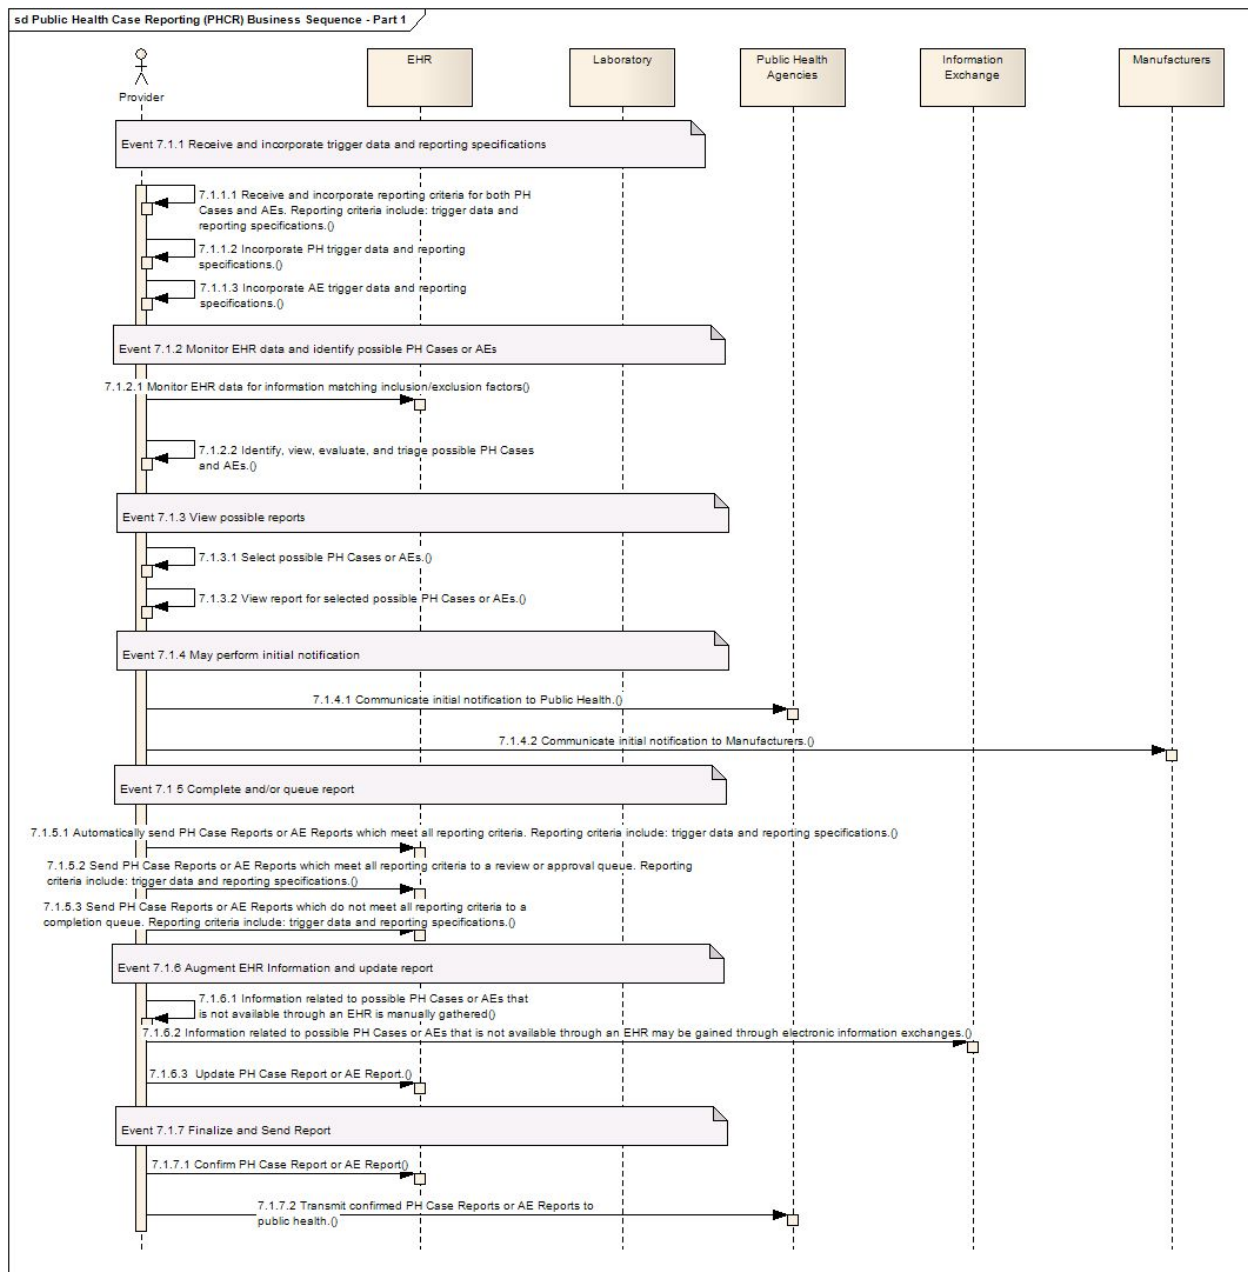 sd Public Health Case Reporting (PHCR) Business Sequence - Part 1
Provider
EHR
Laboratory
Public Health
Agencies
Information
Exchange
Manufacturers
Event 7.1.1 Receive and incorporate trigger data and reporting specifications
7.1.1.1 Receive and incorporate reporting criteria for both PH
Cases and AEs. Reporting criteria include: trigger data and
reporting specifications.()
7.1.1.2 Incorporate PH trigger data and reporting
specifications.()
7.1.1.3 Incorporate AE trigger data and reporting
specifications.()
Event 7.1.2 Monitor EHR data and identify possible PH Cases or AEs
7.1.2.1 Monitor EHR data for information matching inclusion/exclusion factors()
7.1.2.2 Identify, view, evaluate, and triage possible PH Cases
and AEs.()
Event 7.1.3 View possible reports
7.1.3.1 Select possible PH Cases or AEs.()
7.1.3.2 View report for selected possible PH Cases or AEs.()
Event 7.1.4 May perform initial notification
7.1.4.1 Communicate initial notification to Public Health.()
7.1.4.2 Communicate initial notification to Manufacturers.()
Event 7.1 5 Complete and/or queue report
7.1.5.1 Automatically send PH Case Reports or AE Reports which meet all reporting criteria. Reporting criteria include: trigger data and reporting specifications.()
7.1.5.2 Send PH Case Reports or AE Reports which meet all reporting criteria to a review or approval queue. Reporting
criteria include: trigger data and reporting specifications.()
7.1.5.3 Send PH Case Reports or AE Reports which do not meet all reporting criteria to a
completion queue. Reporting criteria include: trigger data and reporting specifications.()
Event 7.1.6 Augment EHR Information and update report
7.1.6.1 Information related to possible PH Cases or AEs that
is not available through an EHR is manually gathered()
7.1.6.2 Information related to possible PH Cases or AEs that is not available through an EHR may be gained through electronic information exchanges.()
7.1.6.3 Update PH Case Report or AE Report.()
Event 7.1.7 Finalize and Send Report
7.1.7.1 Confirm PH Case Report or AE Report()
7.1.7.2 Transmit confirmed PH Case Reports or AE Reports to
public health.()